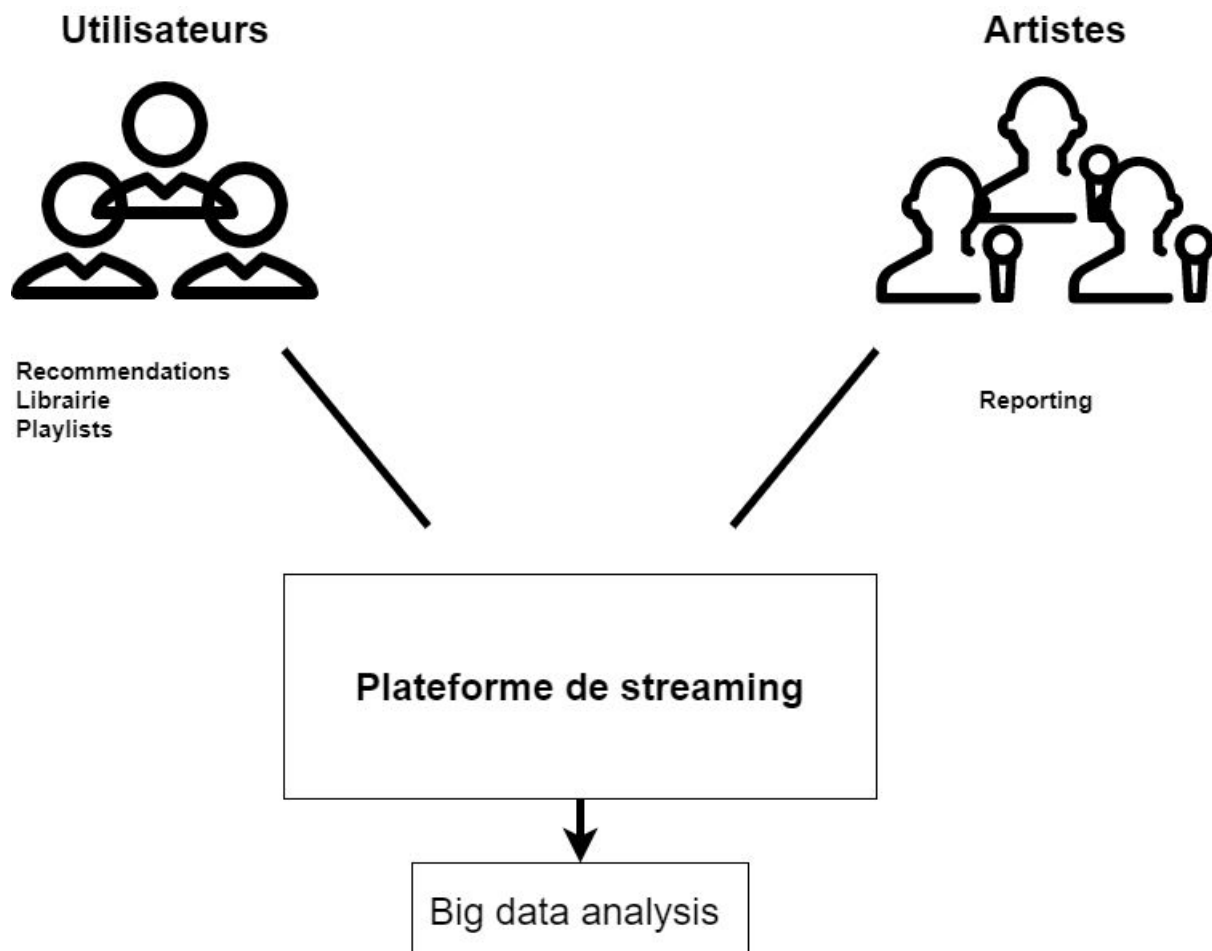 Utilisateurs
Artistes
Recommendations
Librairie
Playlists
Reporting
Plateforme de streaming
Big data analysis